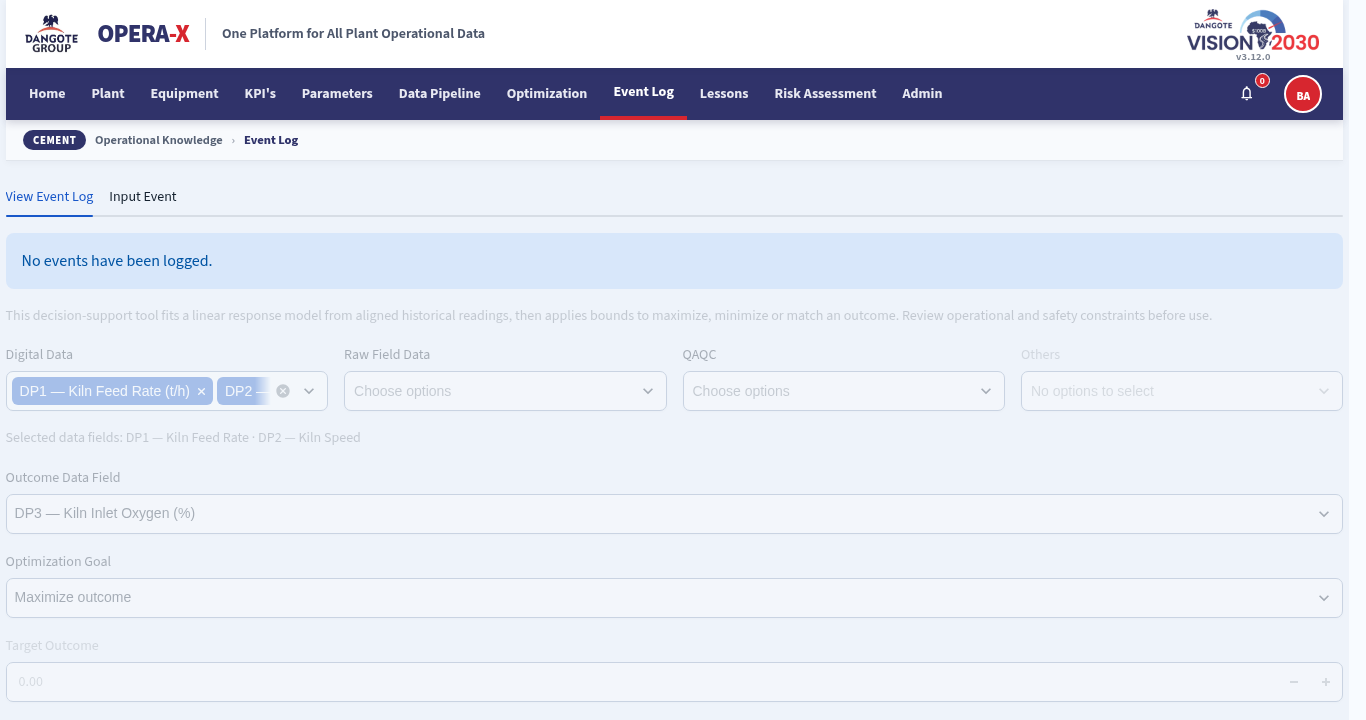 DANGOTE
GROUP
OPERA-X
One Platform for All Plant Operational Data
DANGOTE
VISION 2030
v3.12.0
Home Plant Equipment KPI's Parameters Data Pipeline Optimization Event Log Lessons Risk Assessment Admin
0
BA
CEMENT Operational Knowledge › Event Log
View Event Log Input Event
No events have been logged.
This decision-support tool fits a linear response model from aligned historical readings, then applies bounds to maximize, minimize or match an outcome. Review operational and safety constraints before use.
Digital Data Raw Field Data QAQC Others
DP1 — Kiln Feed Rate (t/h) × DP2 — Choose options Choose options No options to select
Selected data fields: DP1 — Kiln Feed Rate · DP2 — Kiln Speed
Outcome Data Field
DP3 — Kiln Inlet Oxygen (%)
Optimization Goal
Maximize outcome
Target Outcome
0.00